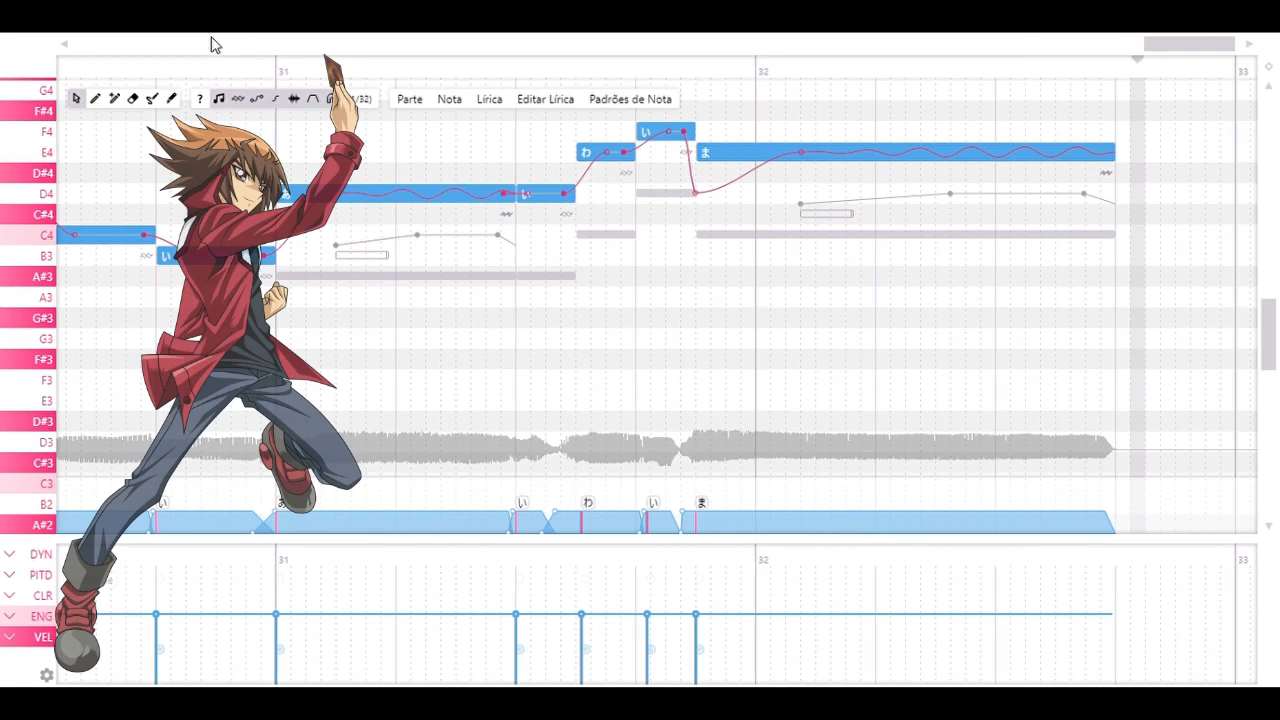 31 32 33
G4
? 1/32) Parte Nota Lírica Editar Lírica Padrões de Nota
F#4
F4 い
E4 わ ま
D#4
D4 い
C#4
C4
B3 い
A#3
A3
G#3
G3
F#3
F3
E3
D#3
D3
C#3
C3
B2 い い わ い ま
A#2
DYN 31 32 33
PITD
CLR
ENG
VEL